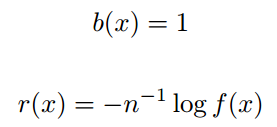 b(x) = 1
r(x) = −n⁻¹ log f(x)